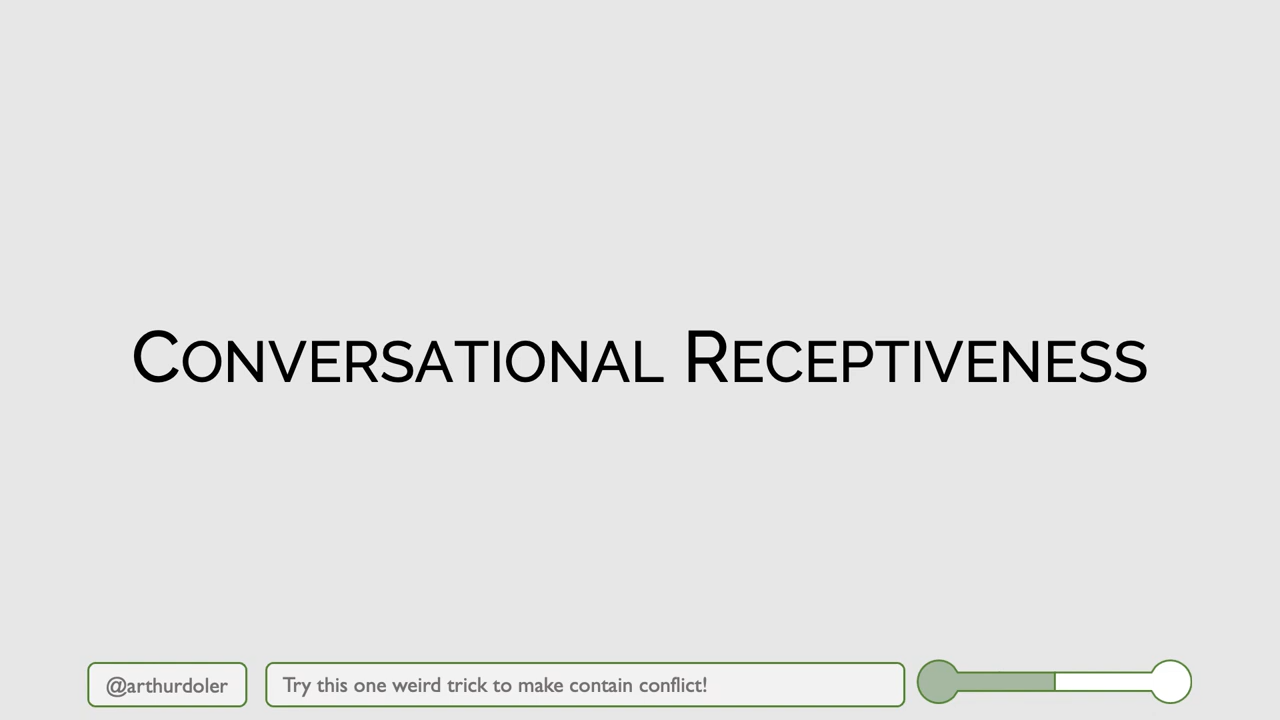 Conversational Receptiveness
@arthurdoler
Try this one weird trick to make contain conflict!